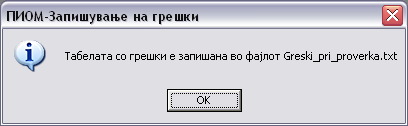 ПИОМ-Запишување на грешки
Табелата со грешки е запишана во фајлот Greski_pri_proverka.txt
OK